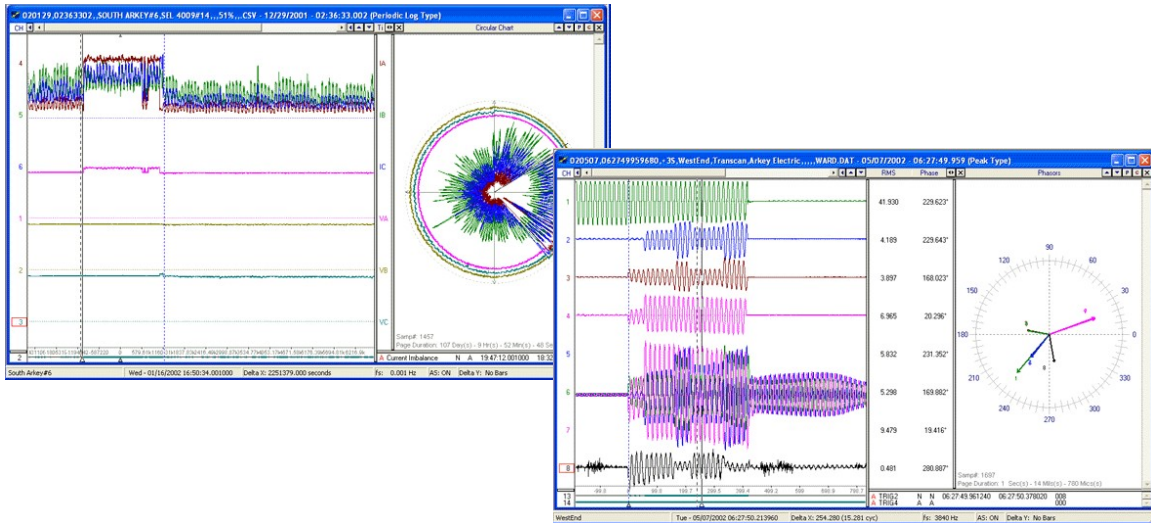 020129,02363302,,SOUTH ARKEY#6,SEL 4009#14,,,51%,,.CSV - 12/29/2001 - 02:36:33.002 (Periodic Log Type)
CH
Circular Chart
P
C
X
4
IA
5
IB
6
IC
1
VA
2
VB
3
VC
Samp#: 1457
Page Duration: 107 Day(s) - 9 Hr(s) - 52 Min(s) - 48 Se
2
A Current Imbalance N A 19:47:12.001000 18:32
South Arkey#6 Wed - 01/16/2002 16:50:34.001000 Delta X: 2251379.000 seconds fs: 0.001 Hz AS: ON Delta Y: No Bars
020507,062749959680,+3S,WestEnd,Transcan,Arkey Electric,,,,,WARD.DAT - 05/07/2002 - 06:27:49.959 (Peak Type)
CH RMS Phase Phasors P C X
1 41.930 229.623°
2 4.189 229.643°
3 3.897 168.023°
4 6.965 20.296°
5 5.832 231.352°
6 5.298 169.882°
7 9.479 19.416°
8 0.481 280.887°
90
120 60
150 30
180 0
210 330
240 300
270
Samp#: 1697
Page Duration: 1 Sec(s) - 14 Milis(s) - 780 Mics(s)
13 A TRIG2 N N 06:27:49.961240 06:27:50.378020 008
14 A TRIG4 A A 000
WestEnd Tue - 05/07/2002 06:27:50.213960 Delta X: 254.280 (15.281 cyc) fs: 3840 Hz AS: ON Delta Y: No Bars